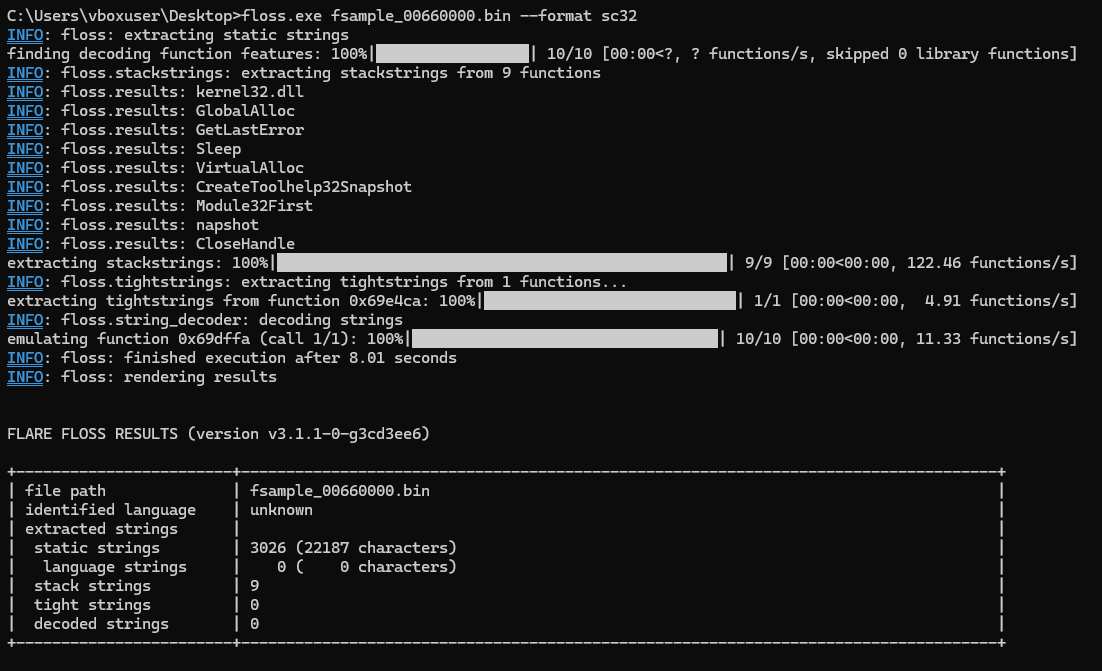 C:\Users\vboxuser\Desktop>floss.exe fsample_00660000.bin --format sc32
INFO: floss: extracting static strings
finding decoding function features: 100%|████████████████| 10/10 [00:00<?, ? functions/s, skipped 0 library functions]
INFO: floss.stackstrings: extracting stackstrings from 9 functions
INFO: floss.results: kernel32.dll
INFO: floss.results: GlobalAlloc
INFO: floss.results: GetLastError
INFO: floss.results: Sleep
INFO: floss.results: VirtualAlloc
INFO: floss.results: CreateToolhelp32Snapshot
INFO: floss.results: Module32First
INFO: floss.results: napshot
INFO: floss.results: CloseHandle
extracting stackstrings: 100%|██████████████████████████████████████████████████| 9/9 [00:00<00:00, 122.46 functions/s]
INFO: floss.tightstrings: extracting tightstrings from 1 functions...
extracting tightstrings from function 0x69e4ca: 100%|████████████████████████████| 1/1 [00:00<00:00,  4.91 functions/s]
INFO: floss.string_decoder: decoding strings
emulating function 0x69dffa (call 1/1): 100%|██████████████████████████████████| 10/10 [00:00<00:00, 11.33 functions/s]
INFO: floss: finished execution after 8.01 seconds
INFO: floss: rendering results
FLARE FLOSS RESULTS (version v3.1.1-0-g3cd3ee6)
+------------------------+------------------------------------------------------------------------------------+
| file path              | fsample_00660000.bin                                                               |
| identified language    | unknown                                                                            |
| extracted strings      |                                                                                    |
|  static strings        | 3026 (22187 characters)                                                            |
|   language strings     |    0 (    0 characters)                                                            |
|  stack strings         | 9                                                                                  |
|  tight strings         | 0                                                                                  |
|  decoded strings       | 0                                                                                  |
+------------------------+------------------------------------------------------------------------------------+